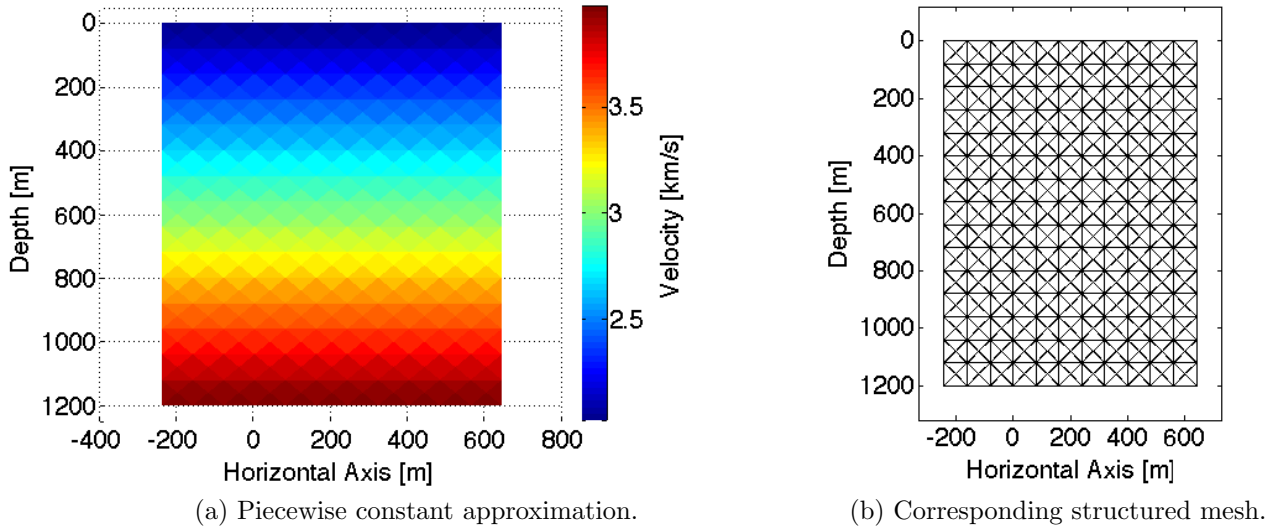 0
200
400
600
800
1000
1200
Depth [m]
-400 -200 0 200 400 600 800
Horizontal Axis [m]
3.5
3
2.5
Velocity [km/s]
(a) Piecewise constant approximation.
0
200
400
600
800
1000
1200
Depth [m]
-200 0 200 400 600
Horizontal Axis [m]
(b) Corresponding structured mesh.